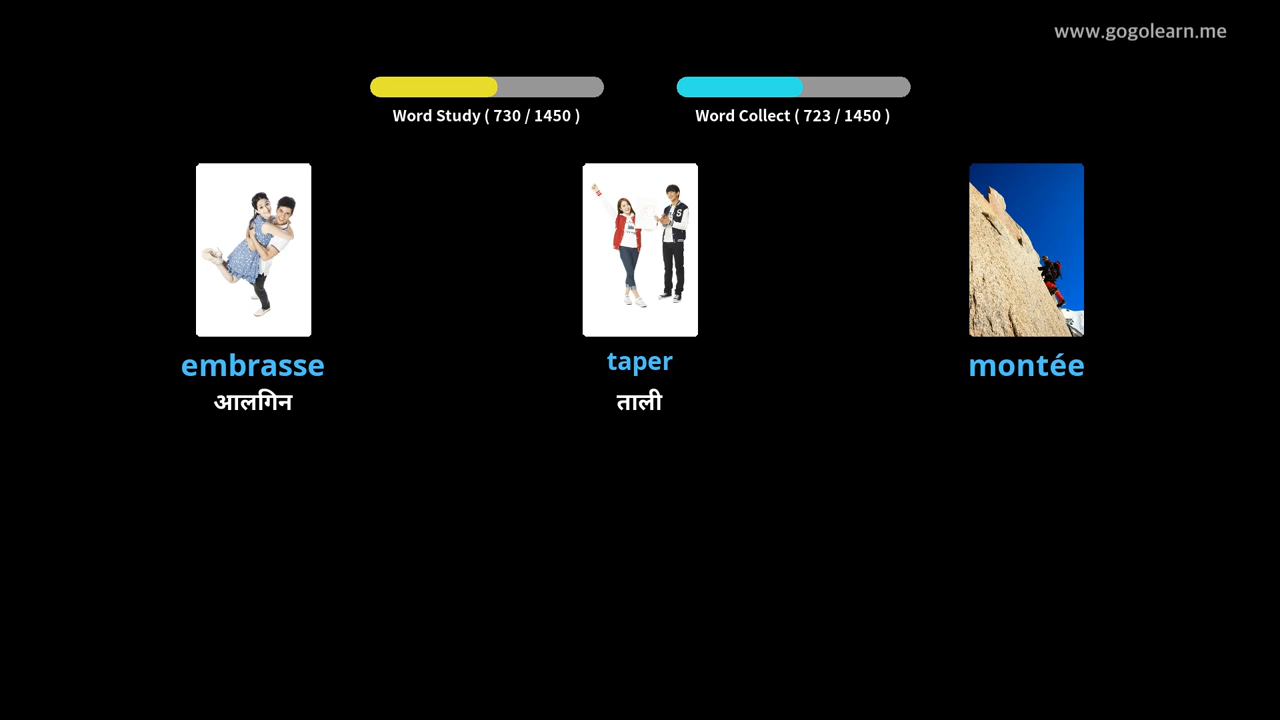 www.gogolearn.me
Word Study ( 730 / 1450 )
Word Collect ( 723 / 1450 )
embrasse
taper
montée
आलगिन
ताली